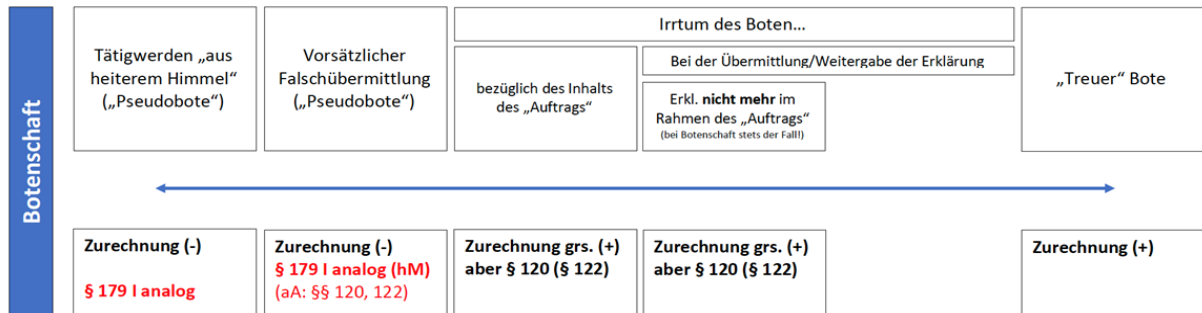 Botenschaft
Tätigwerden „aus
heiterem Himmel“
(„Pseudobote“)
Vorsätzlicher
Falschübermittlung
(„Pseudobote“)
Irrtum des Boten…
bezüglich des Inhalts
des „Auftrags“
Bei der Übermittlung/Weitergabe der Erklärung
Erkl. nicht mehr im
Rahmen des „Auftrags“
(bei Botenschaft stets der Fall!)
„Treuer“ Bote
Zurechnung (-)
§ 179 I analog
Zurechnung (-)
§ 179 I analog (hM)
(aA: §§ 120, 122)
Zurechnung grs. (+)
aber § 120 (§ 122)
Zurechnung grs. (+)
aber § 120 (§ 122)
Zurechnung (+)